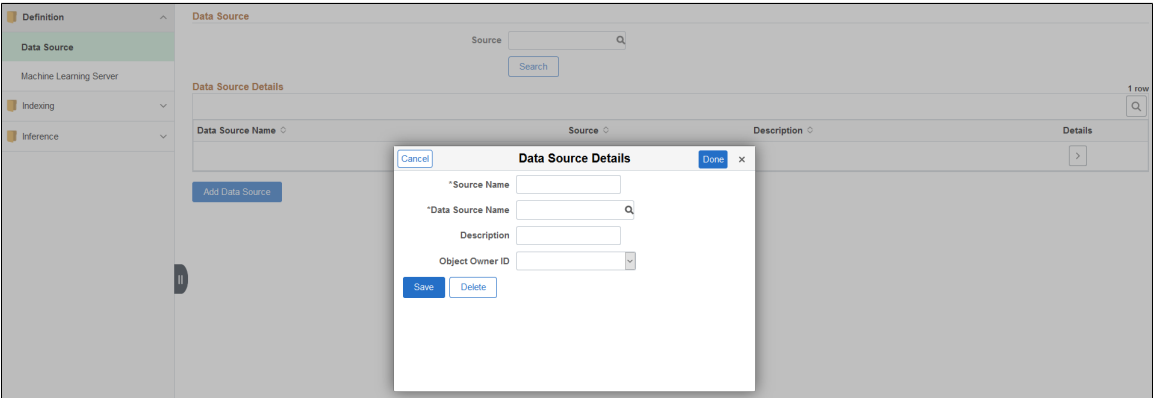 Definition
Data Source
Machine Learning Server
Indexing
Inference
Data Source
Source
Search
Data Source Details
1 row
Data Source Name Source Description Details
Add Data Source
Cancel Data Source Details Done ×
*Source Name
*Data Source Name
Description
Object Owner ID
Save Delete